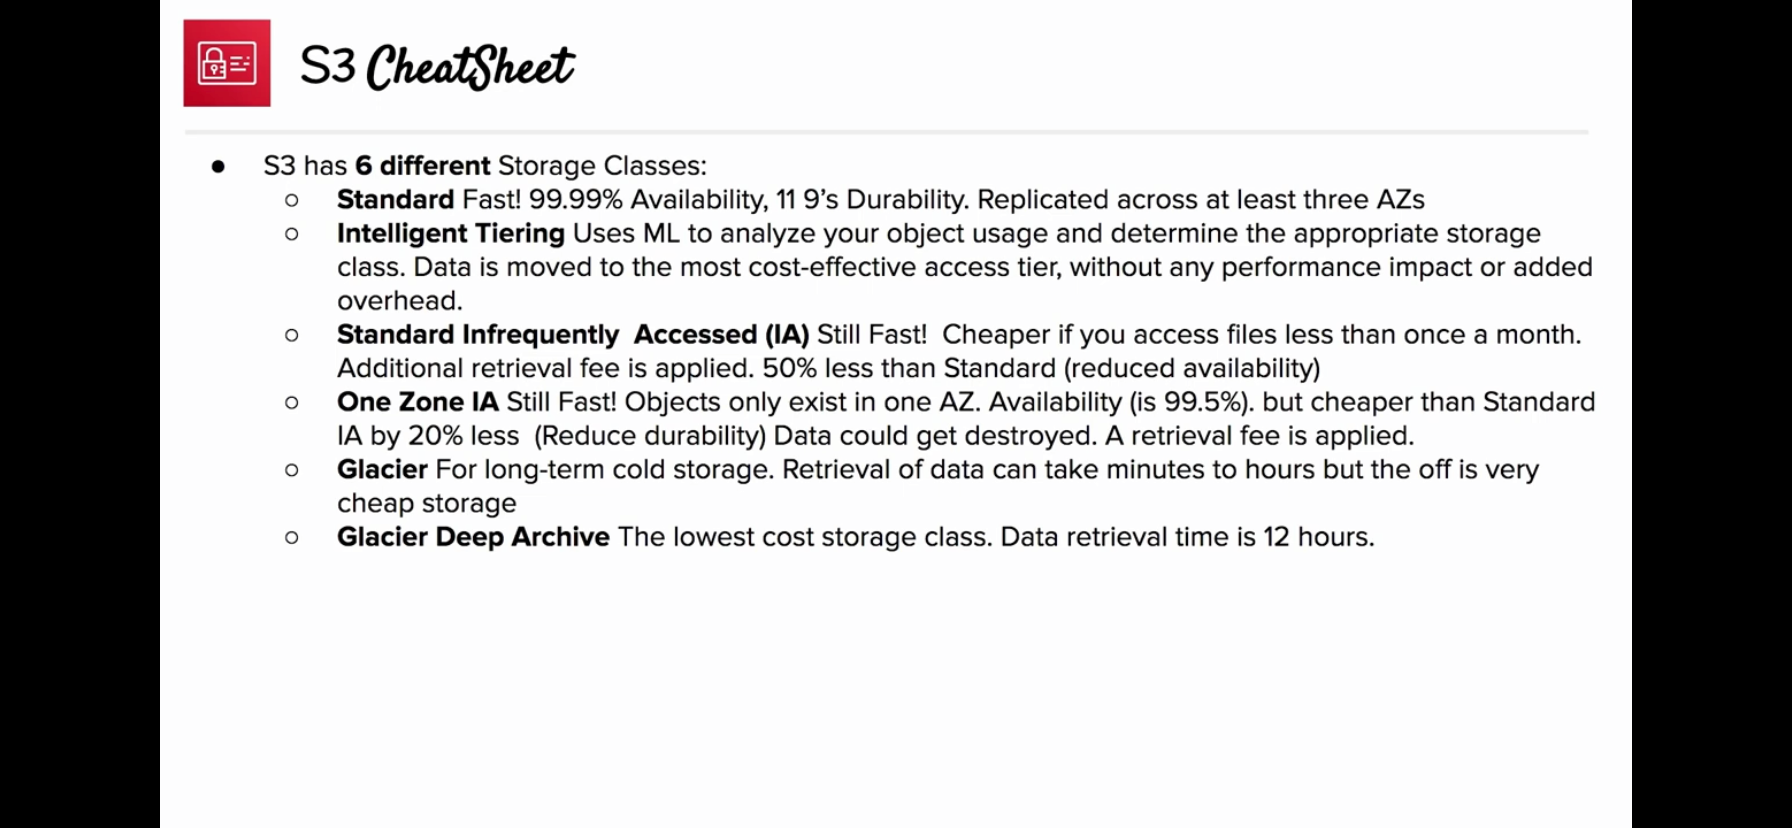 S3 CheatSheet
● S3 has 6 different Storage Classes:
○ Standard Fast! 99.99% Availability, 11 9’s Durability. Replicated across at least three AZs
○ Intelligent Tiering Uses ML to analyze your object usage and determine the appropriate storage
class. Data is moved to the most cost-effective access tier, without any performance impact or added
overhead.
○ Standard Infrequently  Accessed (IA) Still Fast!  Cheaper if you access files less than once a month.
Additional retrieval fee is applied. 50% less than Standard (reduced availability)
○ One Zone IA Still Fast! Objects only exist in one AZ. Availability (is 99.5%). but cheaper than Standard
IA by 20% less  (Reduce durability) Data could get destroyed. A retrieval fee is applied.
○ Glacier For long-term cold storage. Retrieval of data can take minutes to hours but the off is very
cheap storage
○ Glacier Deep Archive The lowest cost storage class. Data retrieval time is 12 hours.